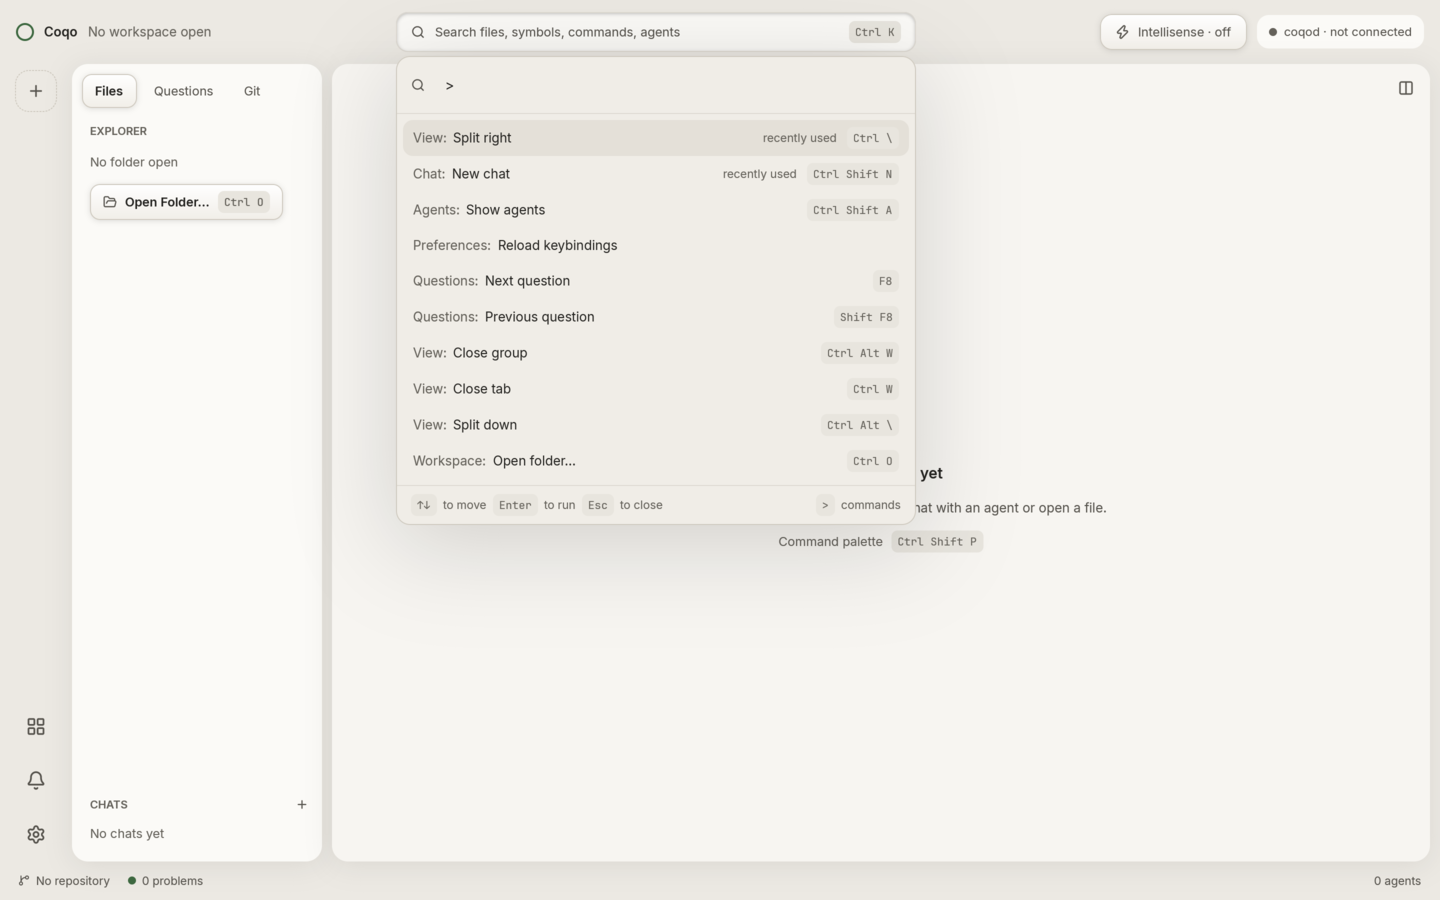 Coqo No workspace open
Search files, symbols, commands, agents Ctrl K
Intellisense · off
coqod · not connected
Files Questions Git
EXPLORER
No folder open
Open Folder... Ctrl O
>
View: Split right recently used Ctrl \
Chat: New chat recently used Ctrl Shift N
Agents: Show agents Ctrl Shift A
Preferences: Reload keybindings
Questions: Next question F8
Questions: Previous question Shift F8
View: Close group Ctrl Alt W
View: Close tab Ctrl W
View: Split down Ctrl Alt \
Workspace: Open folder... Ctrl O
↑↓ to move Enter to run Esc to close > commands
yet
with an agent or open a file.
Command palette Ctrl Shift P
CHATS +
No chats yet
No repository 0 problems 0 agents